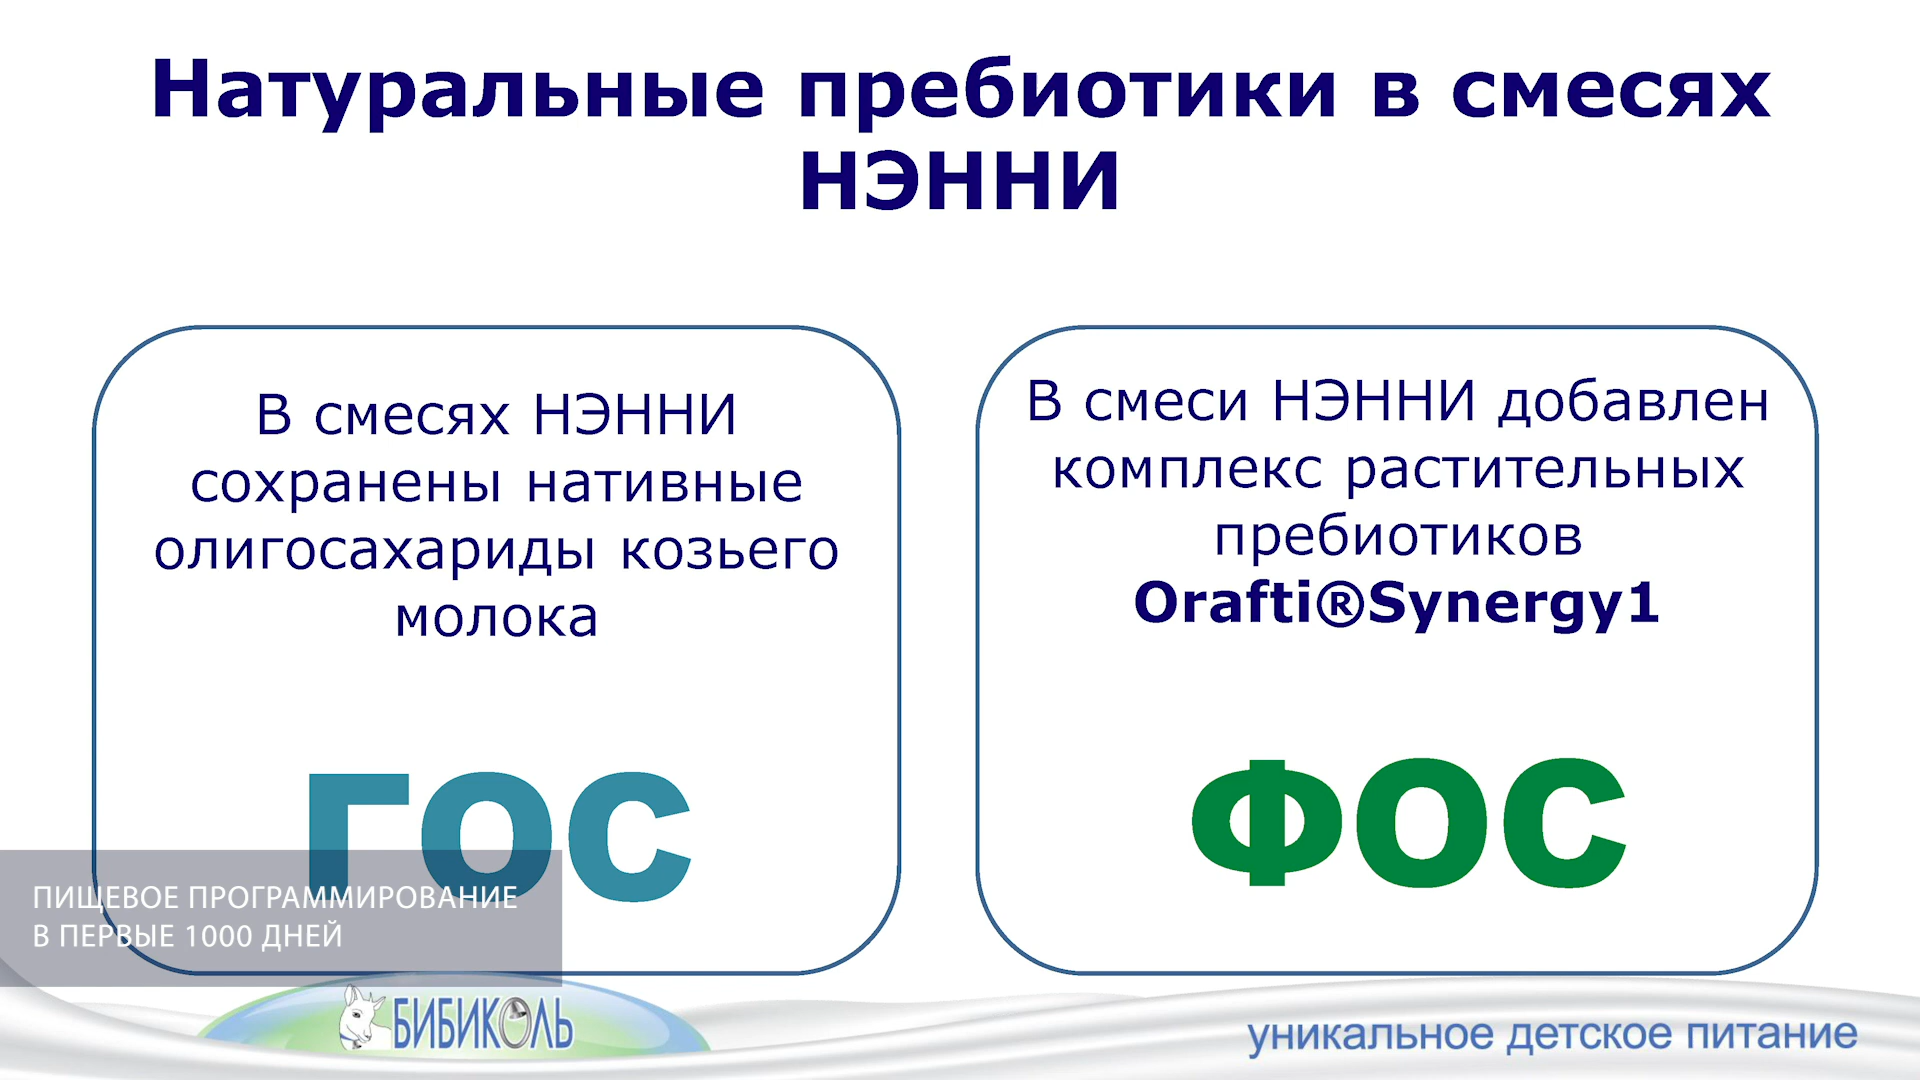 Натуральные пребиотики в смесях
НЭННИ
В смесях НЭННИ
сохранены нативные
олигосахариды козьего
молока
ГОС
В смеси НЭННИ добавлен
комплекс растительных
пребиотиков
Orafti®Synergy1
ФОС
ПИЩЕВОЕ ПРОГРАММИРОВАНИЕ
В ПЕРВЫЕ 1000 ДНЕЙ
БИБИКОЛЬ
уникальное детское питание